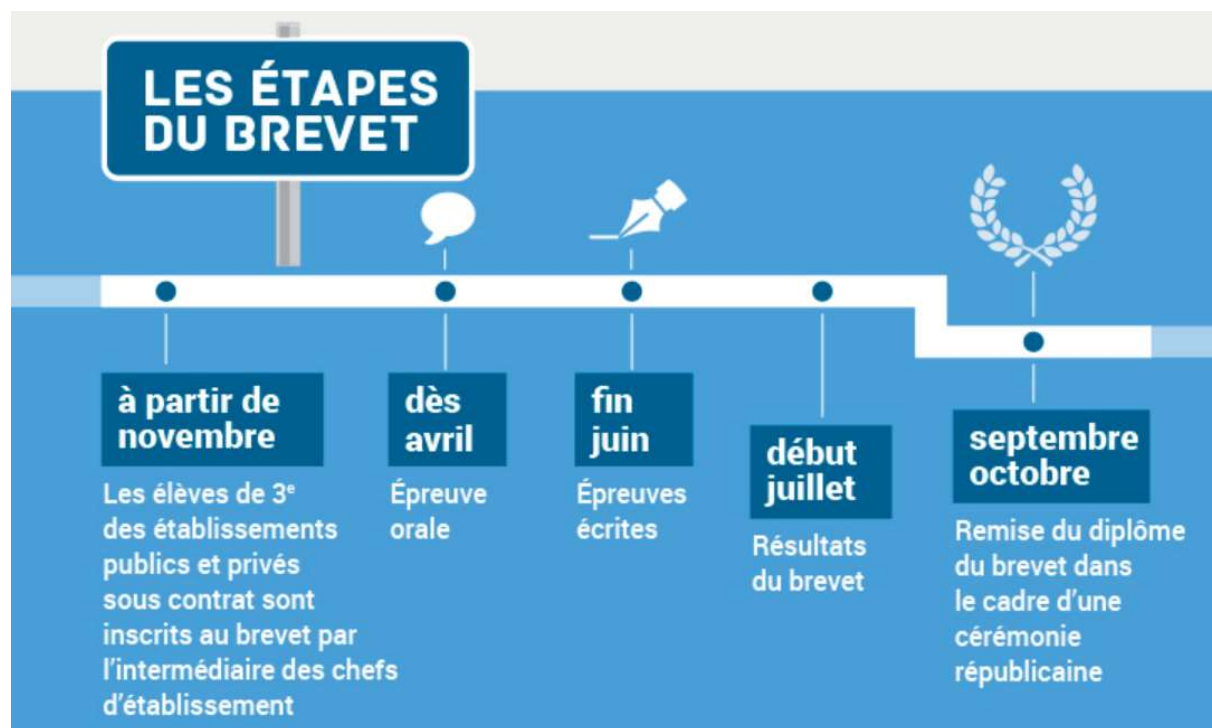 LES ÉTAPES
DU BREVET
à partir de
novembre
Les élèves de 3e
des établissements
publics et privés
sous contrat sont
inscrits au brevet par
l'intermédiaire des chefs
d'établissement
dès
avril
Épreuve
orale
fin
juin
Épreuves
écrites
début
juillet
Résultats
du brevet
septembre
octobre
Remise du diplôme
du brevet dans
le cadre d'une
cérémonie
républicaine